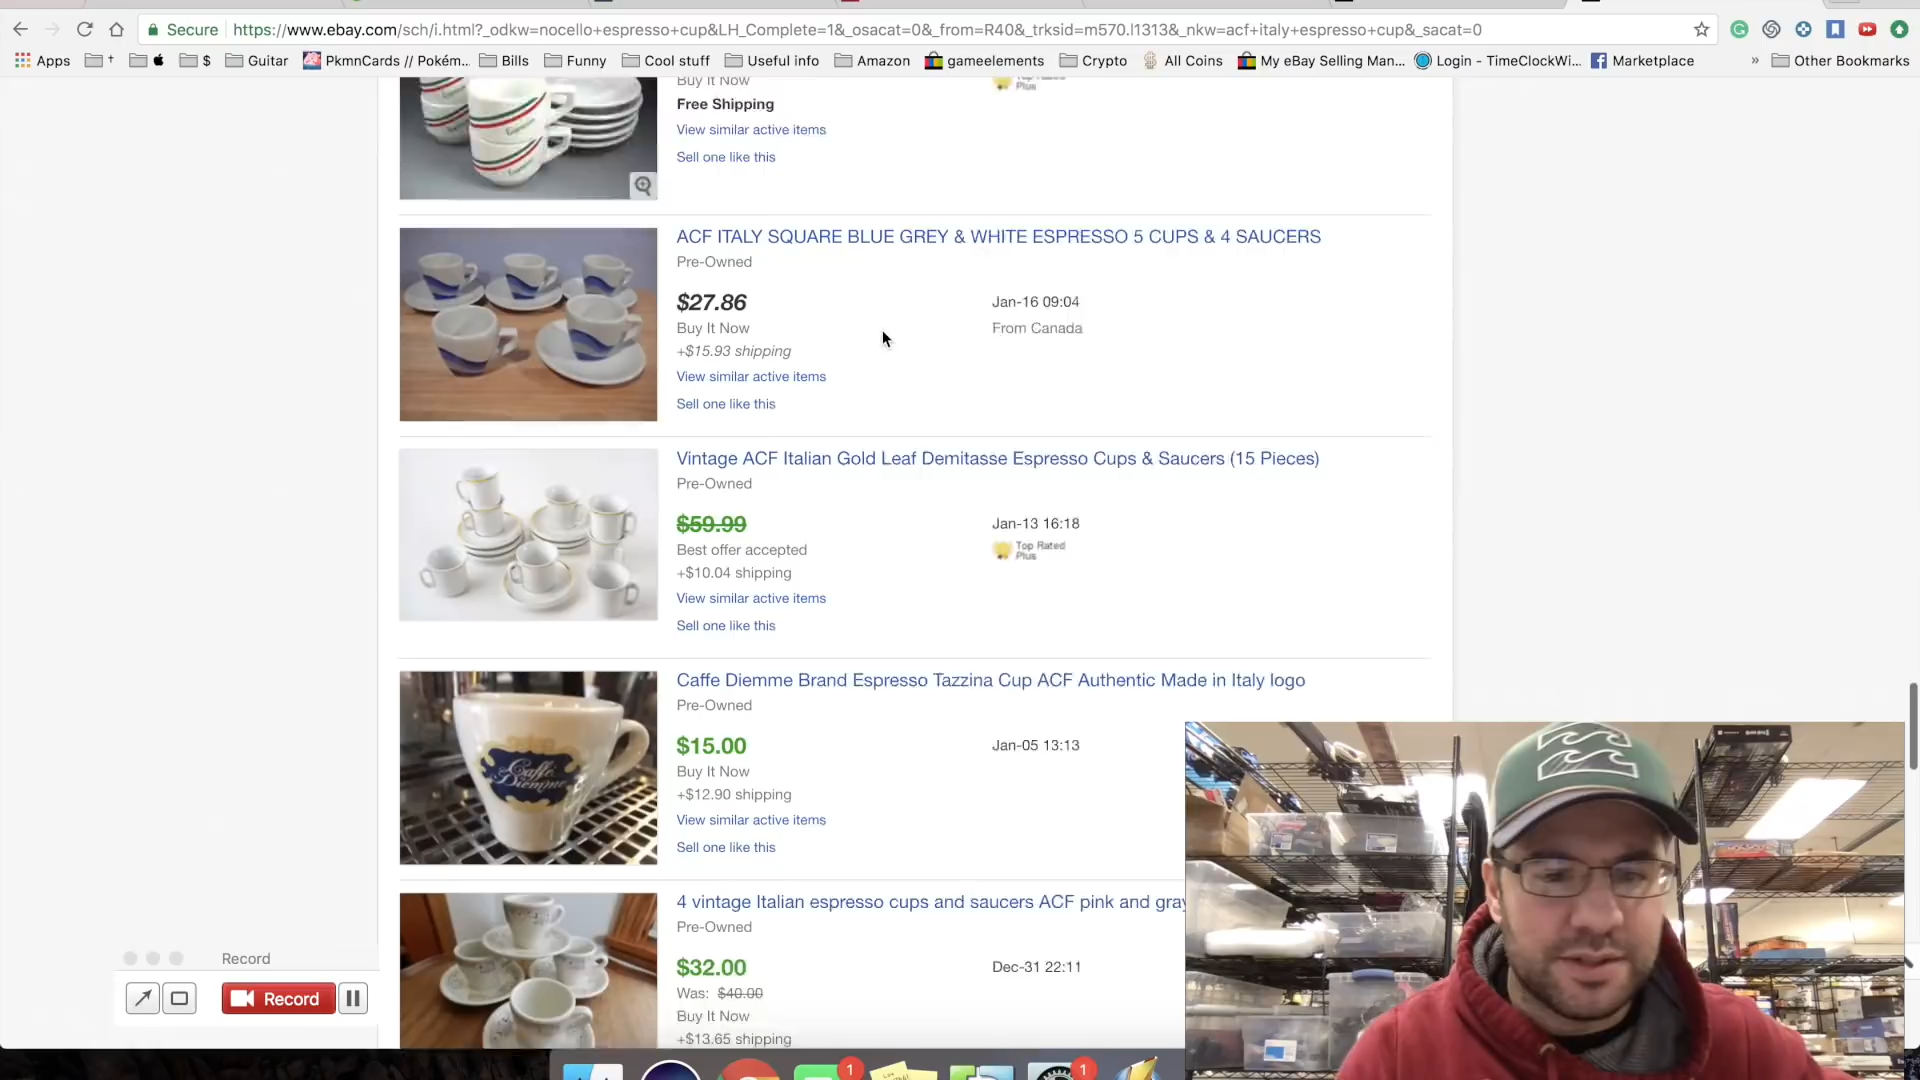 Secure
https://www.ebay.com/sch/i.html?_odkw=nocello+espresso+cup&LH_Complete=1&_osacat=0&_from=R40&_trksid=m570.l1313&_nkw=acf+italy+espresso+cup&_sacat=0
Apps † $ Guitar PkmnCards // Pokém... Bills Funny Cool stuff Useful info Amazon gameelements Crypto All Coins My eBay Selling Man... Login - TimeClockWi... Marketplace » Other Bookmarks
Buy It Now
Plus
Free Shipping
View similar active items
Sell one like this
ACF ITALY SQUARE BLUE GREY & WHITE ESPRESSO 5 CUPS & 4 SAUCERS
Pre-Owned
$27.86 Jan-16 09:04
Buy It Now From Canada
+$15.93 shipping
View similar active items
Sell one like this
Vintage ACF Italian Gold Leaf Demitasse Espresso Cups & Saucers (15 Pieces)
Pre-Owned
$59.99 Jan-13 16:18
Best offer accepted Top Rated
Plus
+$10.04 shipping
View similar active items
Sell one like this
Caffe Diemme Brand Espresso Tazzina Cup ACF Authentic Made in Italy logo
Pre-Owned
$15.00 Jan-05 13:13
Buy It Now
+$12.90 shipping
View similar active items
Sell one like this
Caffè
Diemme
4 vintage Italian espresso cups and saucers ACF pink and gray
Pre-Owned
$32.00 Dec-31 22:11
Was: $40.00
Buy It Now
+$13.65 shipping
Record
Record
1
1